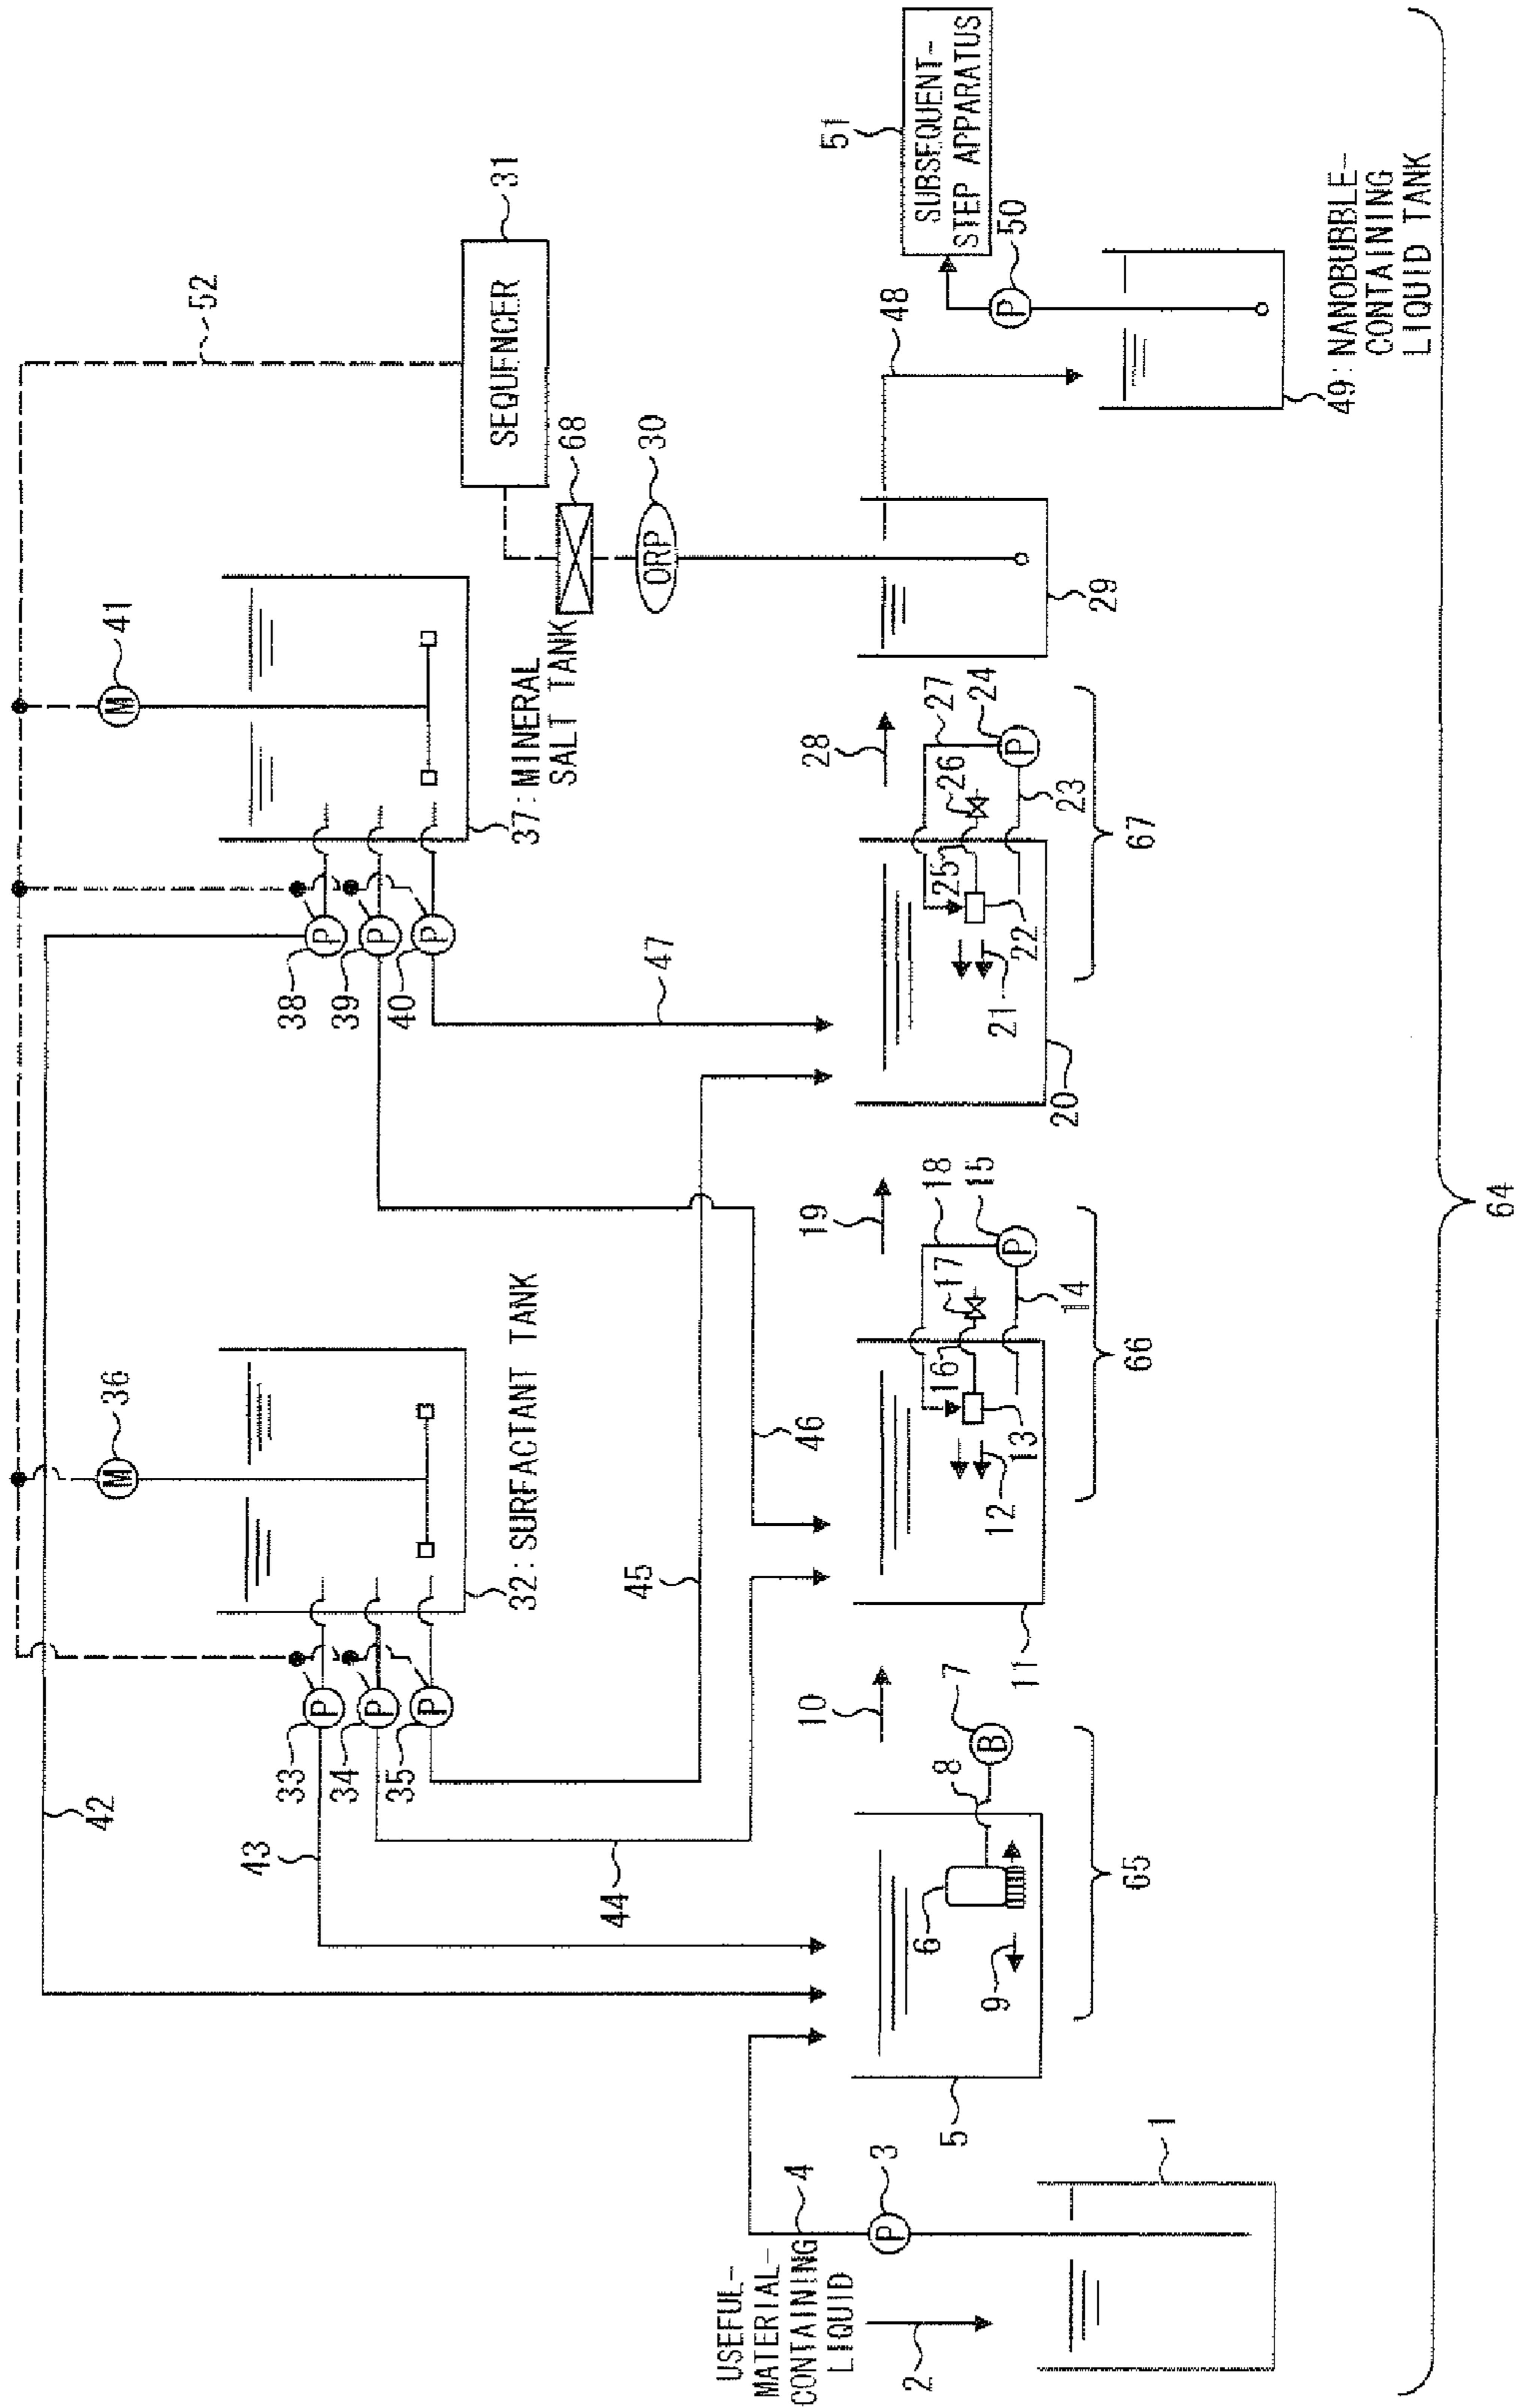 52
41
36
42
SEQUENCER
31
M
M
P
P
P
38
39
40
37:MINERAL
SALT TANK
68
ORP
30
P
P
P
33
34
35
32:SURFACTANT TANK
43
44
45
46
47
48
SUBSEQUENT-
STEP APPARATUS
51
P
50
USEFUL-
MATERIAL-
CONTAINING
LIQUID
2
4
P
3
1
5
6
8
B
7
9
10
65
11
12
13
16
17
18
P
15
14
19
66
20
21
22
25
26
27
P
24
23
28
67
29
49:NANOBUBBLE-
CONTAINING
LIQUID TANK
64